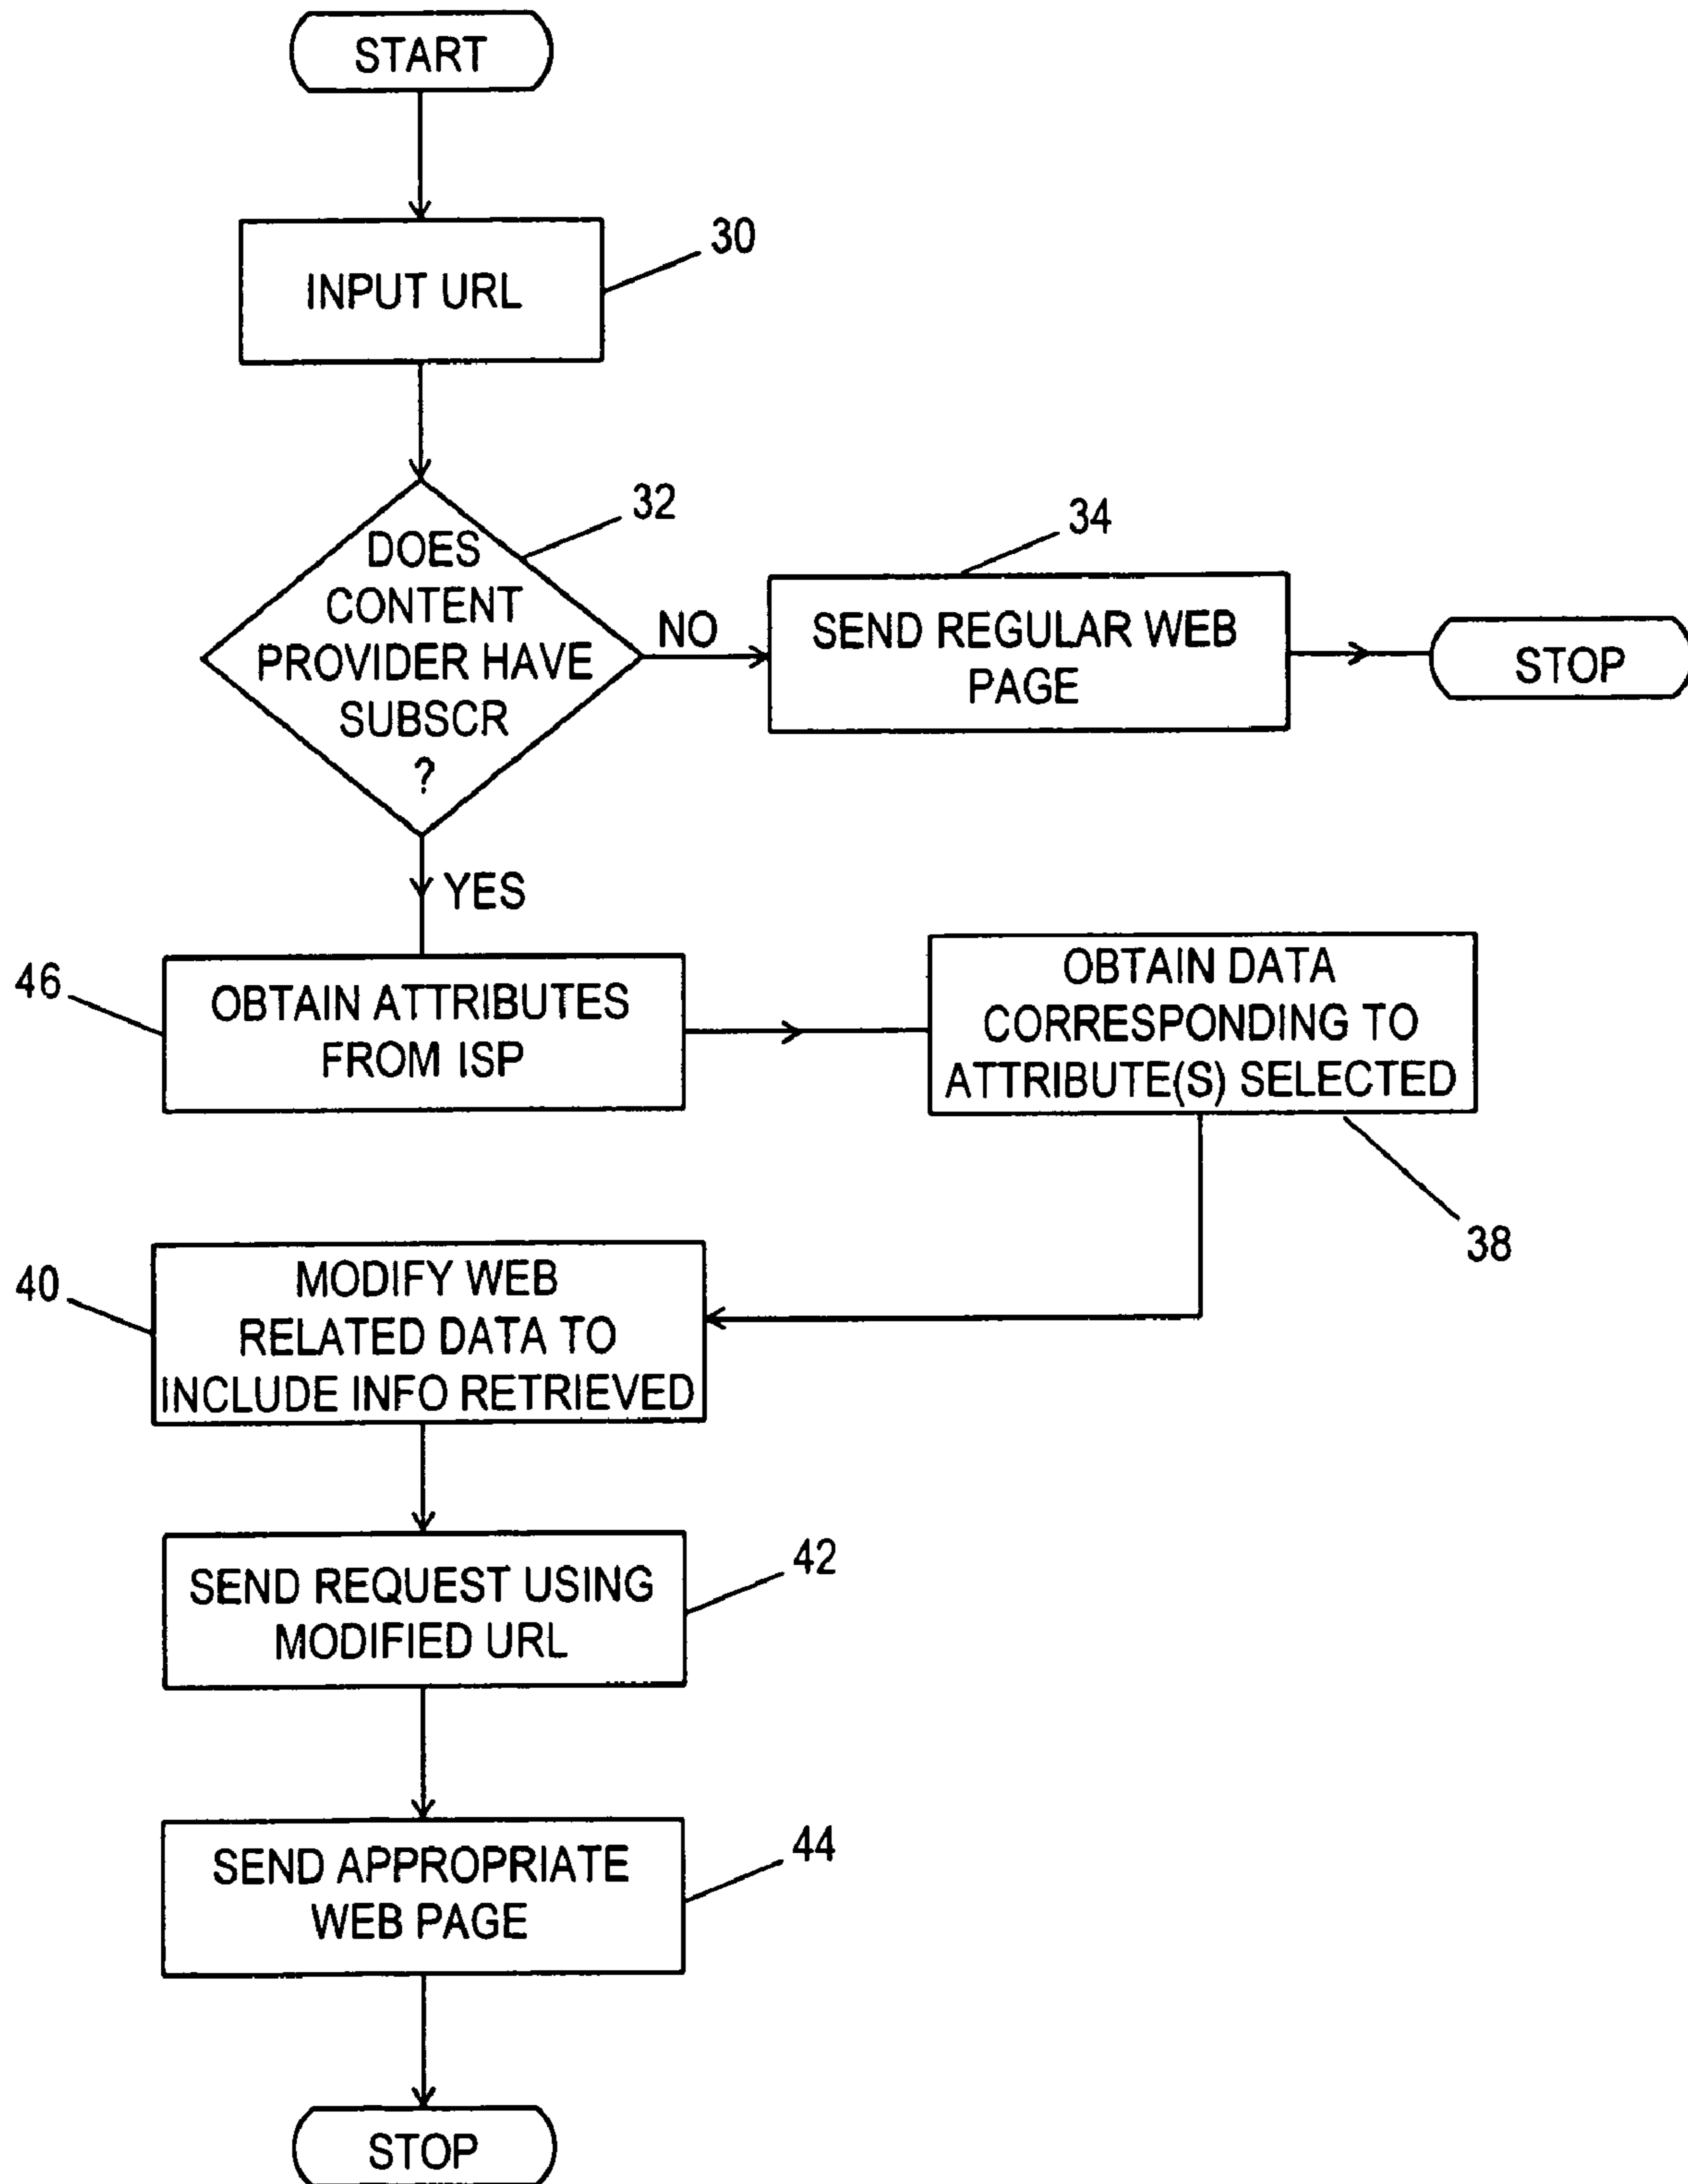 START
30
INPUT URL
32
DOES
CONTENT
PROVIDER HAVE
SUBSCR
?
NO
34
SEND REGULAR WEB
PAGE
STOP
YES
46
OBTAIN ATTRIBUTES
FROM ISP
OBTAIN DATA
CORRESPONDING TO
ATTRIBUTE(S) SELECTED
38
40
MODIFY WEB
RELATED DATA TO
INCLUDE INFO RETRIEVED
42
SEND REQUEST USING
MODIFIED URL
44
SEND APPROPRIATE
WEB PAGE
STOP